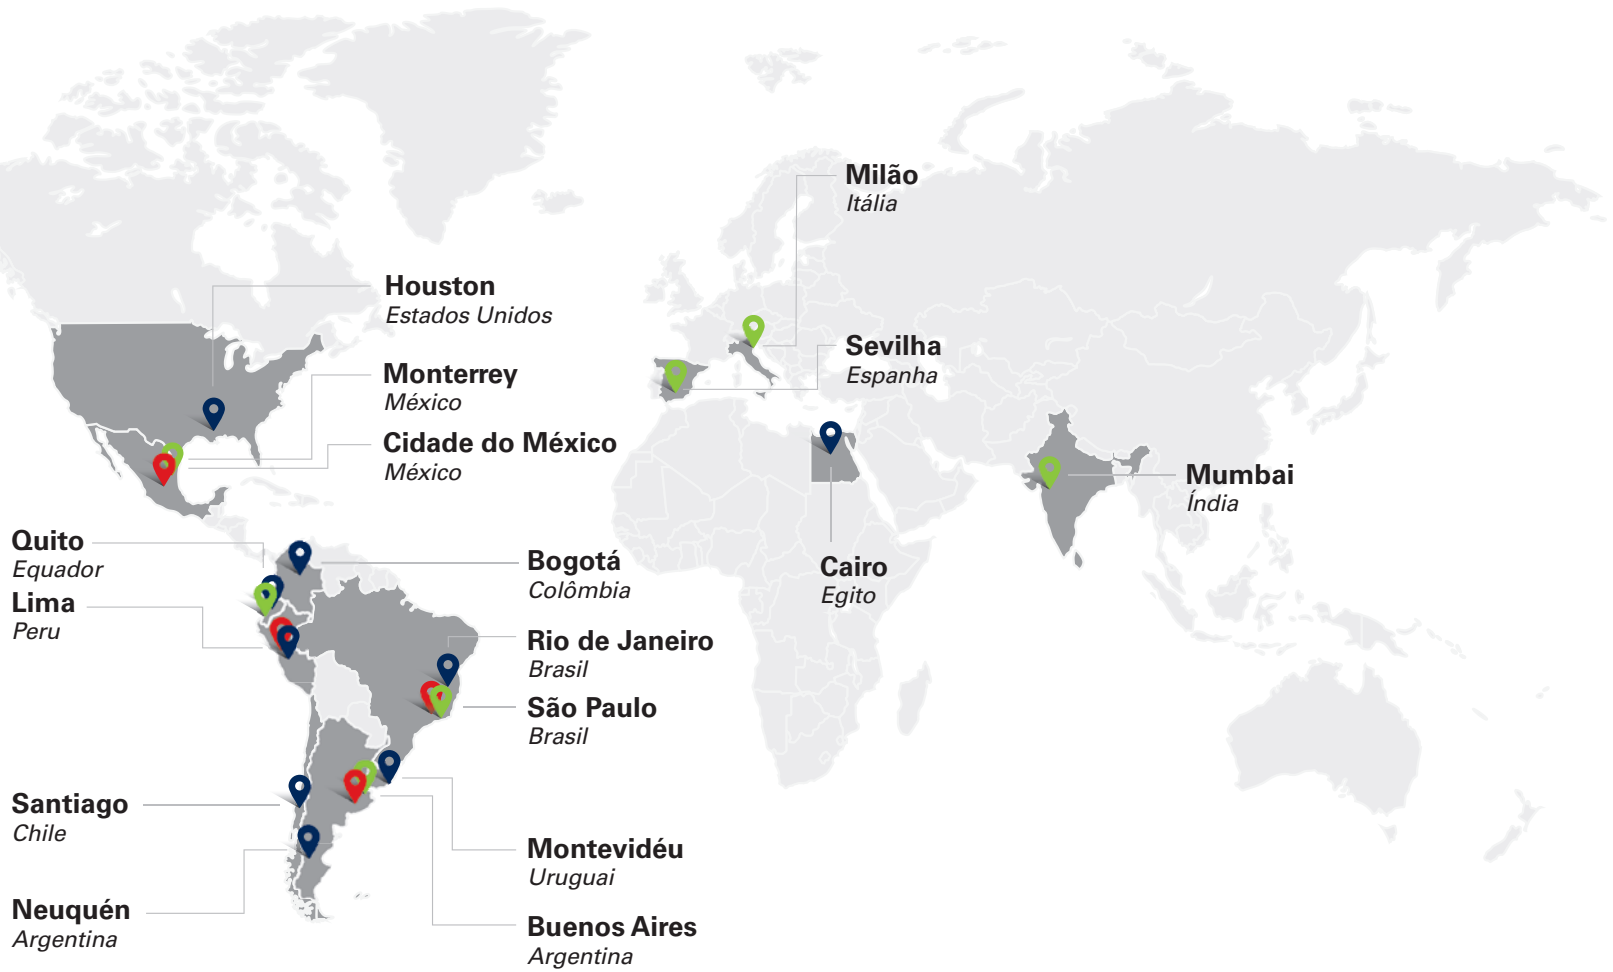 Milão
Itália
Houston
Estados Unidos
Sevilha
Espanha
Monterrey
México
Cidade do México
México
Mumbai
Índia
Quito
Equador
Bogotá
Colômbia
Cairo
Egito
Lima
Peru
Rio de Janeiro
Brasil
São Paulo
Brasil
Santiago
Chile
Montevidéu
Uruguai
Neuquén
Argentina
Buenos Aires
Argentina